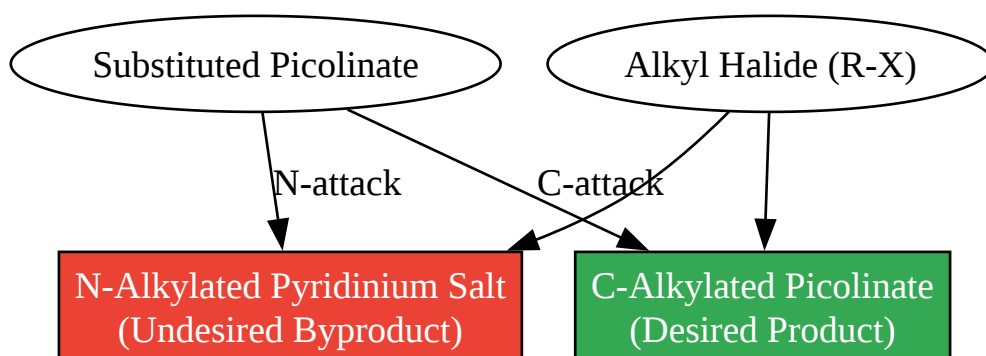 Substituted Picolinate
Alkyl Halide (R-X)
N-attack
C-attack
N-Alkylated Pyridinium Salt
(Undesired Byproduct)
C-Alkylated Picolinate
(Desired Product)